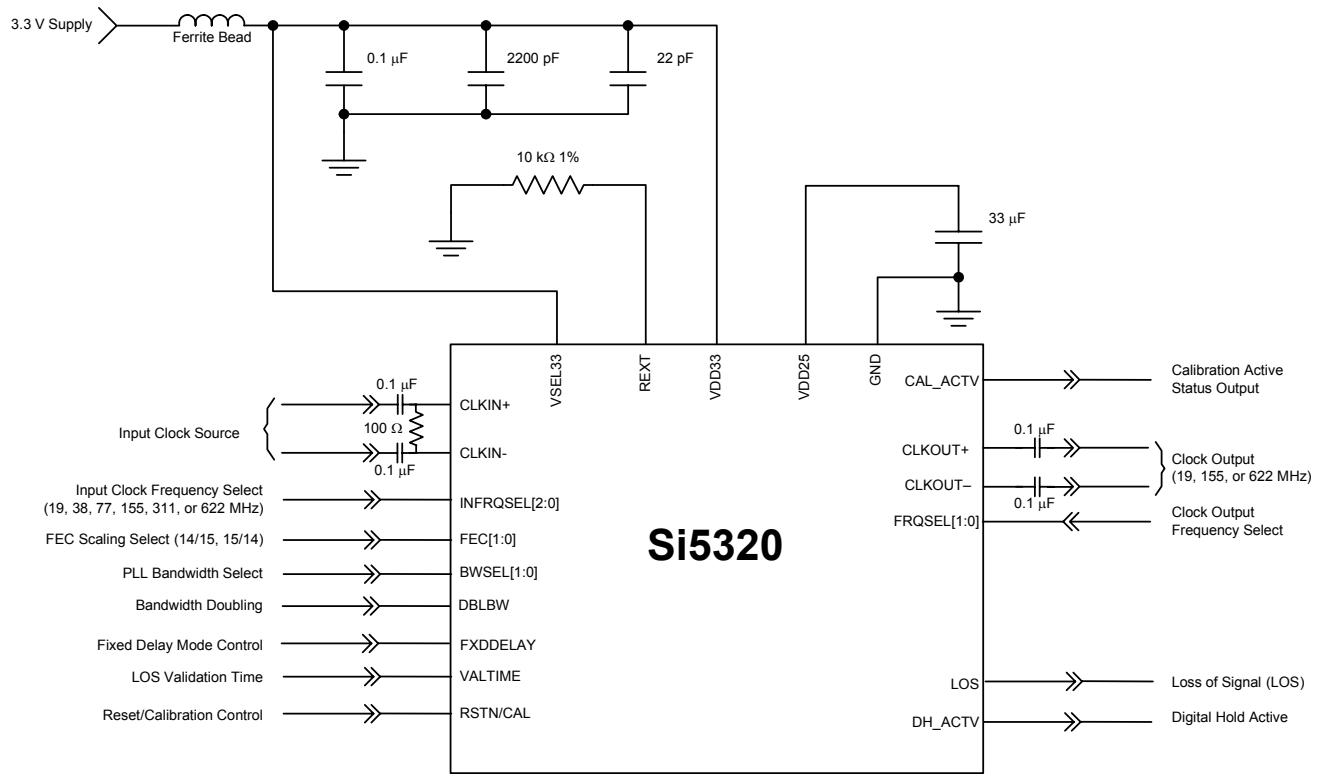 3.3 V Supply
Ferrite Bead
0.1 μF
2200 pF
22 pF
10 kΩ 1%
33 μF
VSEL33
REXT
VDD33
VDD25
GND
Input Clock Source
0.1 μF
100 Ω
0.1 μF
CLKIN+
CLKIN-
Input Clock Frequency Select
(19, 38, 77, 155, 311, or 622 MHz)
INFRQSEL[2:0]
FEC Scaling Select (14/15, 15/14)
FEC[1:0]
PLL Bandwidth Select
BWSEL[1:0]
Bandwidth Doubling
DBLBW
Fixed Delay Mode Control
FXDDELAY
LOS Validation Time
VALTIME
Reset/Calibration Control
RSTN/CAL
Si5320
CAL_ACTV
Calibration Active
Status Output
CLKOUT+
0.1 μF
CLKOUT–
0.1 μF
Clock Output
(19, 155, or 622 MHz)
FRQSEL[1:0]
Clock Output
Frequency Select
LOS
Loss of Signal (LOS)
DH_ACTV
Digital Hold Active